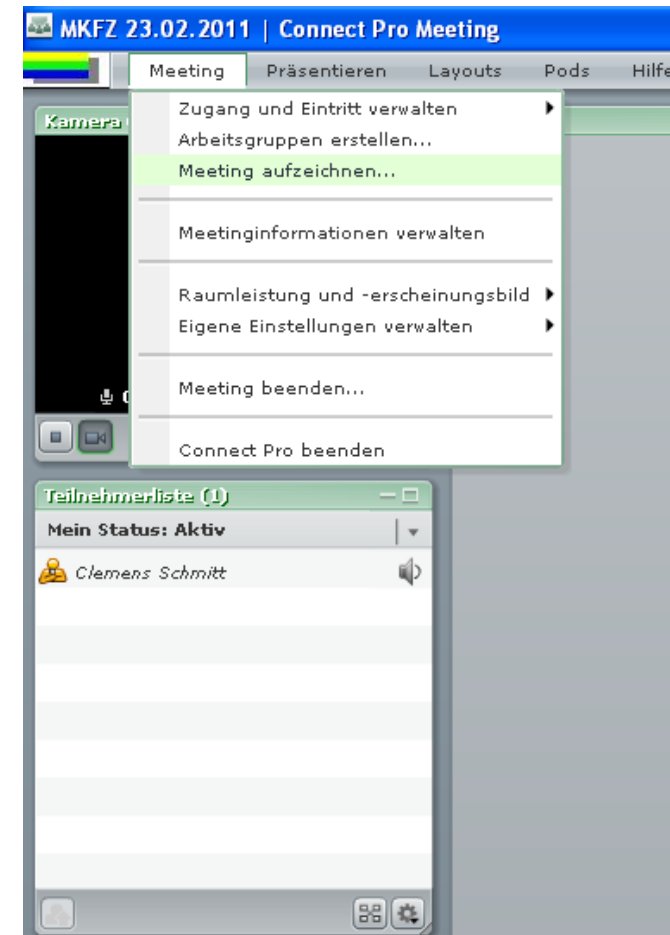 MKFZ 23.02.2011 | Connect Pro Meeting
Meeting Präsentieren Layouts Pods Hilfe
Kamera
Zugang und Eintritt verwalten
Arbeitsgruppen erstellen...
Meeting aufzeichnen...
Meetinginformationen verwalten
Raumleistung und -erscheinungsbild
Eigene Einstellungen verwalten
Meeting beenden...
Connect Pro beenden
Teilnehmerliste (1)
Mein Status: Aktiv
Clemens Schmitt